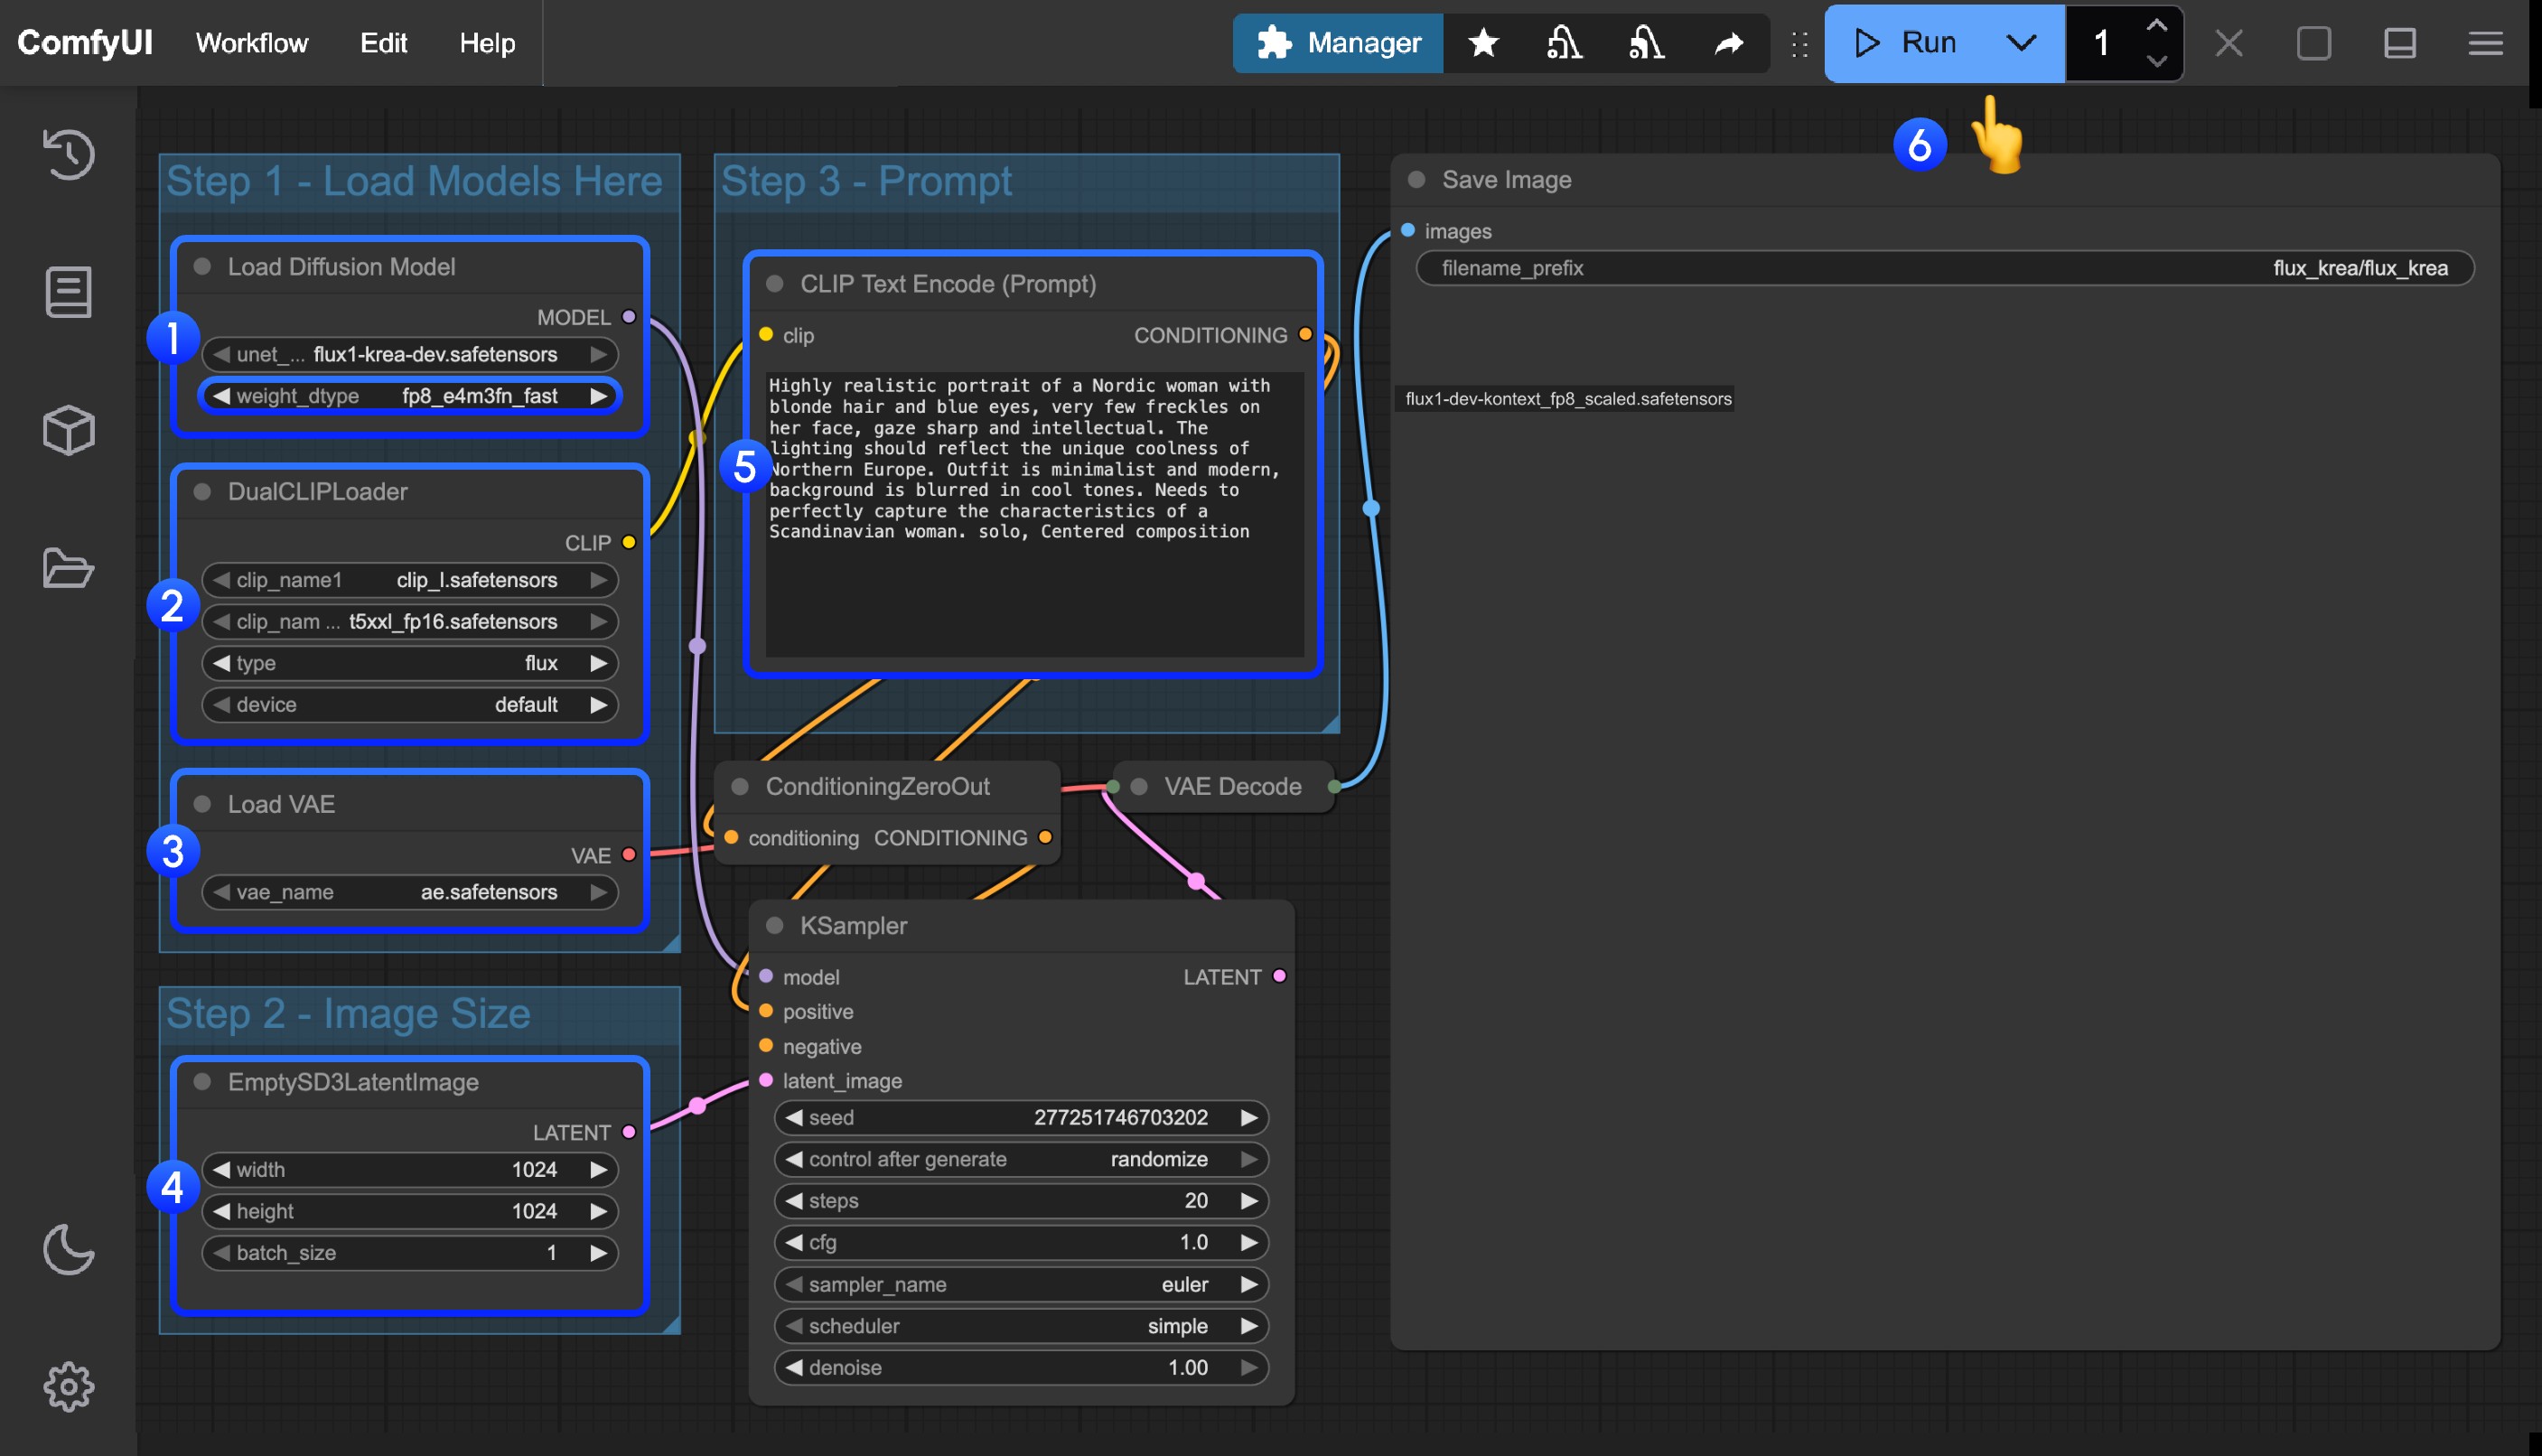 ComfyUI Workflow Edit Help Manager Run 1
6
Step 1 - Load Models Here
1
Load Diffusion Model
MODEL
unet_... flux1-krea-dev.safetensors
weight_dtype fp8_e4m3fn_fast
2
DualCLIPLoader
CLIP
clip_name1 clip_l.safetensors
clip_nam ... t5xxl_fp16.safetensors
type flux
device default
3
Load VAE
VAE
vae_name ae.safetensors
Step 2 - Image Size
4
EmptySD3LatentImage
LATENT
width 1024
height 1024
batch_size 1
Step 3 - Prompt
5
CLIP Text Encode (Prompt)
clip CONDITIONING
Highly realistic portrait of a Nordic woman with
blonde hair and blue eyes, very few freckles on
her face, gaze sharp and intellectual. The
lighting should reflect the unique coolness of
Northern Europe. Outfit is minimalist and modern,
background is blurred in cool tones. Needs to
perfectly capture the characteristics of a
Scandinavian woman. solo, Centered composition
ConditioningZeroOut
conditioning CONDITIONING
VAE Decode
KSampler
model LATENT
positive
negative
latent_image
seed 277251746703202
control after generate randomize
steps 20
cfg 1.0
sampler_name euler
scheduler simple
denoise 1.00
Save Image
images
filename_prefix flux_krea/flux_krea
flux1-dev-kontext_fp8_scaled.safetensors